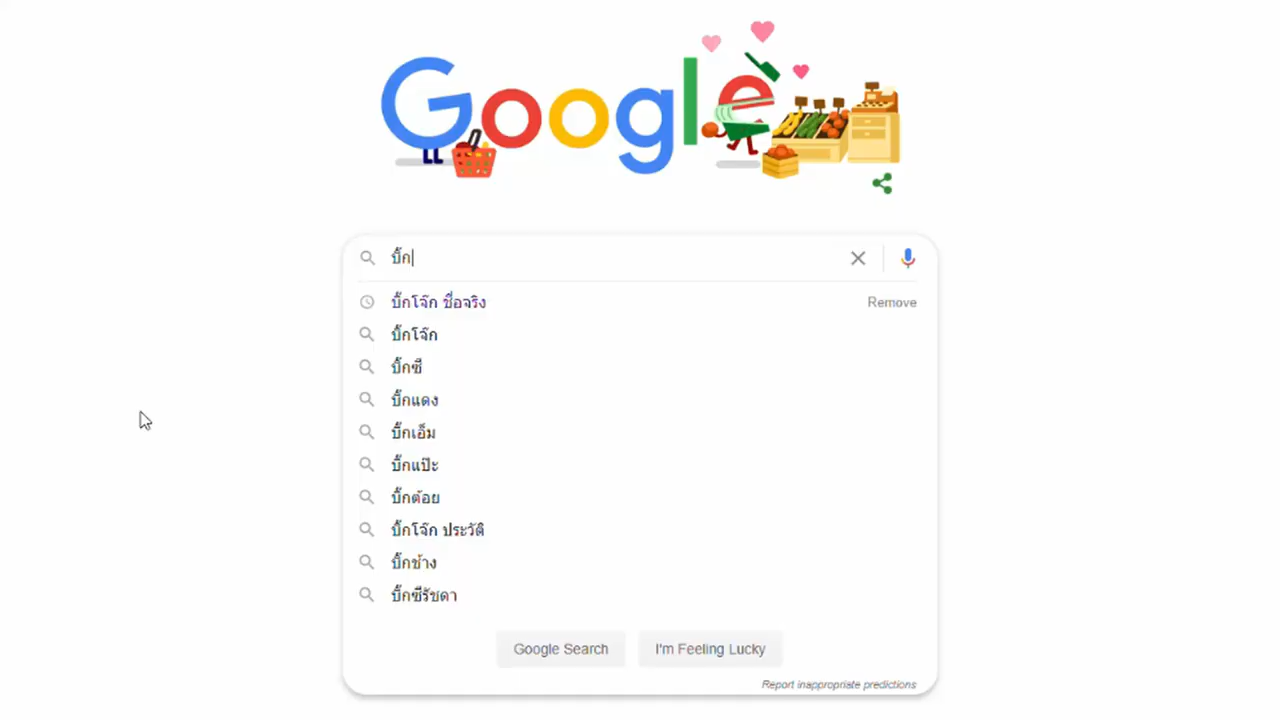 Google
บิ๊ก
บิ๊กโจ๊ก ชื่อจริง Remove
บิ๊กโจ๊ก
บิ๊กซี
บิ๊กแดง
บิ๊กเอ็ม
บิ๊กแป๊ะ
บิ๊กต้อย
บิ๊กโจ๊ก ประวัติ
บิ๊กช้าง
บิ๊กซีรัชดา
Google Search I'm Feeling Lucky
Report inappropriate predictions